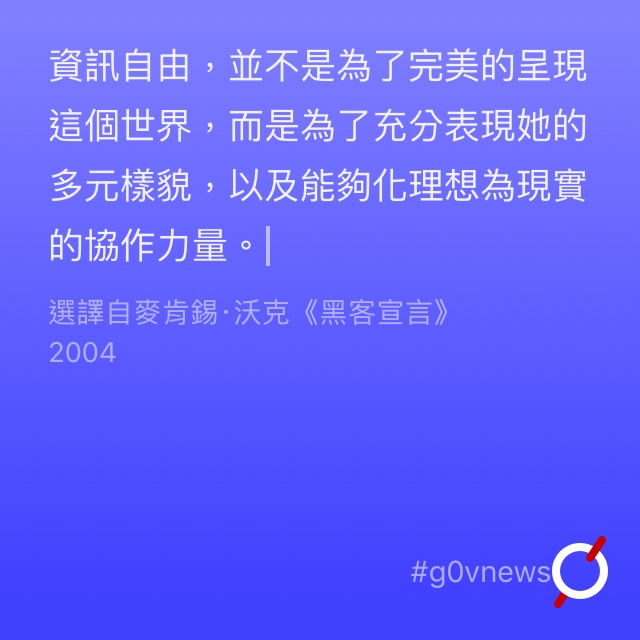 資訊自由，並不是為了完美的呈現
這個世界，而是為了充分表現她的
多元樣貌，以及能夠化理想為現實
的協作力量。
選譯自麥肯錫·沃克《黑客宣言》
2004
#g0vnews